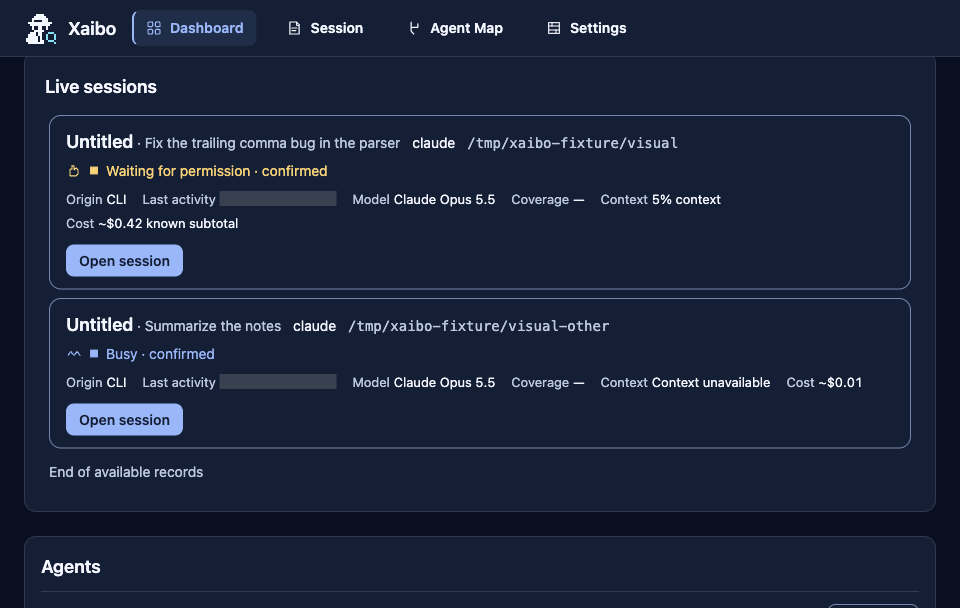 Xaibo Dashboard Session Agent Map Settings
Live sessions
Untitled · Fix the trailing comma bug in the parser claude /tmp/xaibo-fixture/visual
Waiting for permission · confirmed
Origin CLI Last activity Model Claude Opus 5.5 Coverage — Context 5% context
Cost ~$0.42 known subtotal
Open session
Untitled · Summarize the notes claude /tmp/xaibo-fixture/visual-other
Busy · confirmed
Origin CLI Last activity Model Claude Opus 5.5 Coverage — Context Context unavailable Cost ~$0.01
Open session
End of available records
Agents